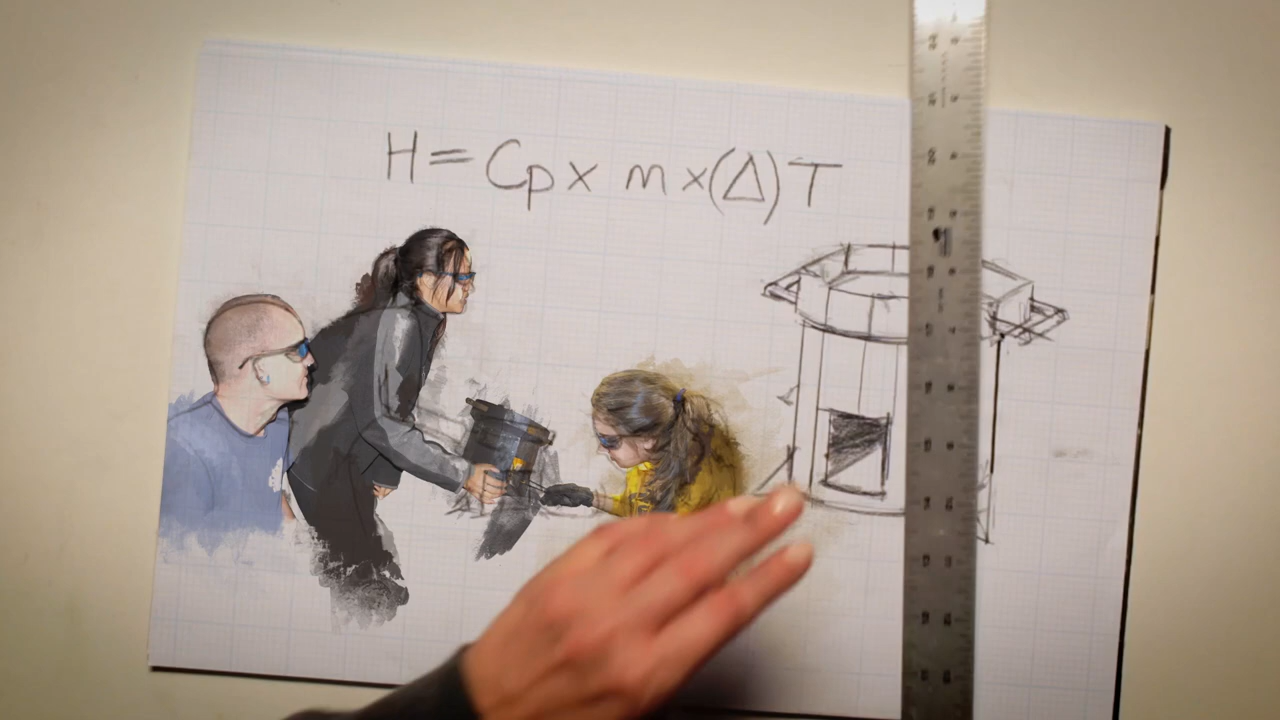 H = Cp x m x (Δ) T